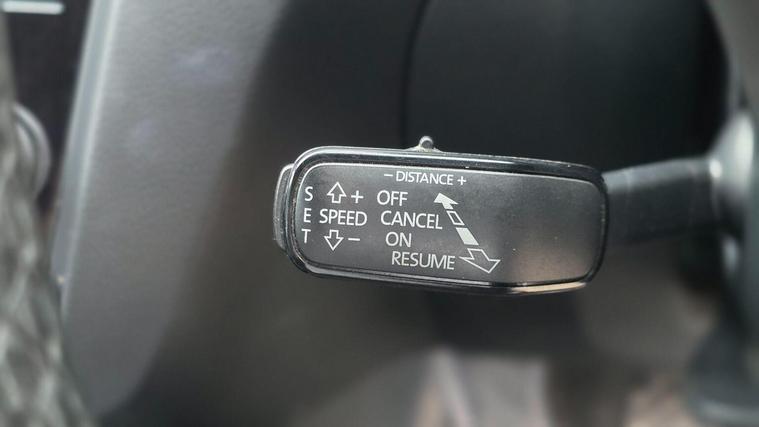 − DISTANCE +
S + OFF
E SPEED CANCEL
T − ON
RESUME